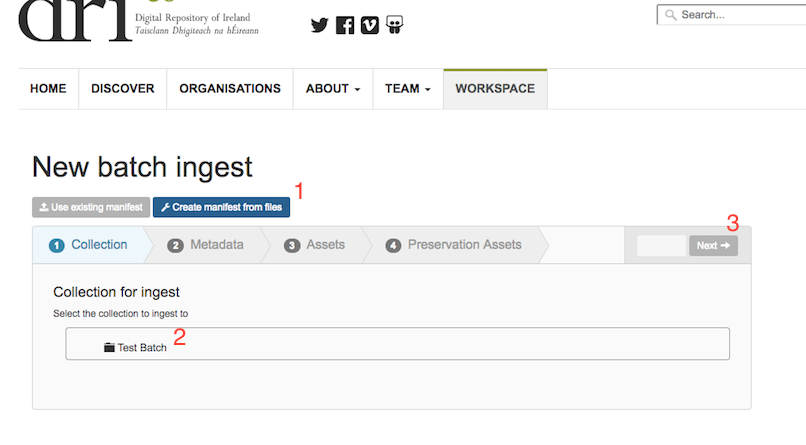 dri
Digital Repository of Ireland
Taisclann Dhigiteach na hÉireann
Search...
HOME DISCOVER ORGANISATIONS ABOUT TEAM WORKSPACE
New batch ingest
1
Use existing manifest Create manifest from files
3
1 Collection 2 Metadata 3 Assets 4 Preservation Assets Next
Collection for ingest
Select the collection to ingest to
Test Batch 2